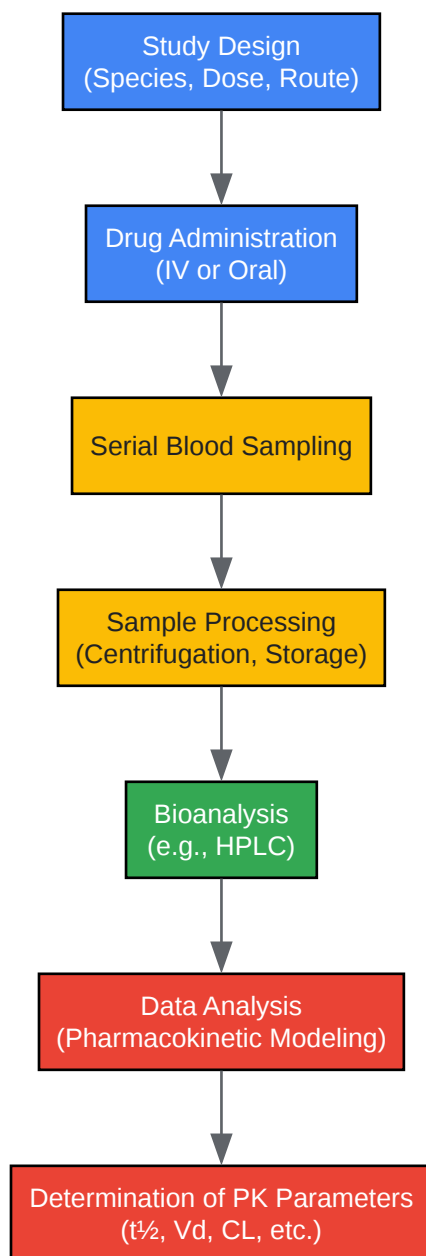 Study Design
(Species, Dose, Route)
Drug Administration
(IV or Oral)
Serial Blood Sampling
Sample Processing
(Centrifugation, Storage)
Bioanalysis
(e.g., HPLC)
Data Analysis
(Pharmacokinetic Modeling)
Determination of PK Parameters
(t½, Vd, CL, etc.)